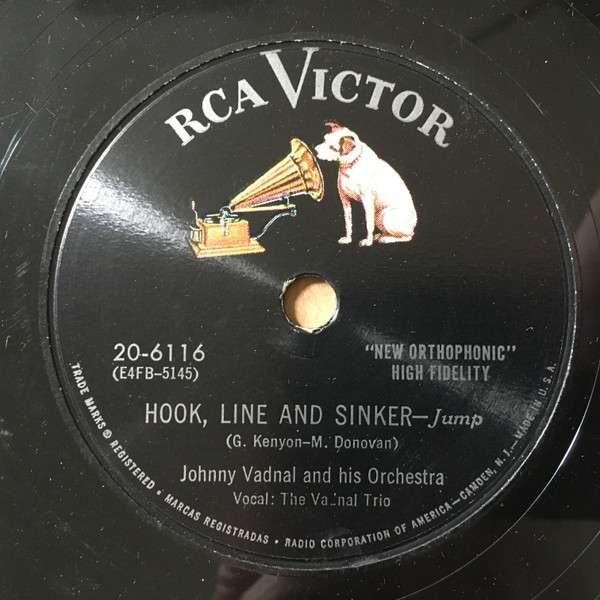 RCA VICTOR
20-6116
(E4FB-5145)
"NEW ORTHOPHONIC"
HIGH FIDELITY
HOOK, LINE AND SINKER—Jump
(G. Kenyon-M. Donovan)
Johnny Vadnal and his Orchestra
Vocal: The Vadnal Trio
TRADE MARKS ® REGISTERED • MARCAS REGISTRADAS • RADIO CORPORATION OF AMERICA—CAMDEN, N. J.—MADE IN U.S.A.